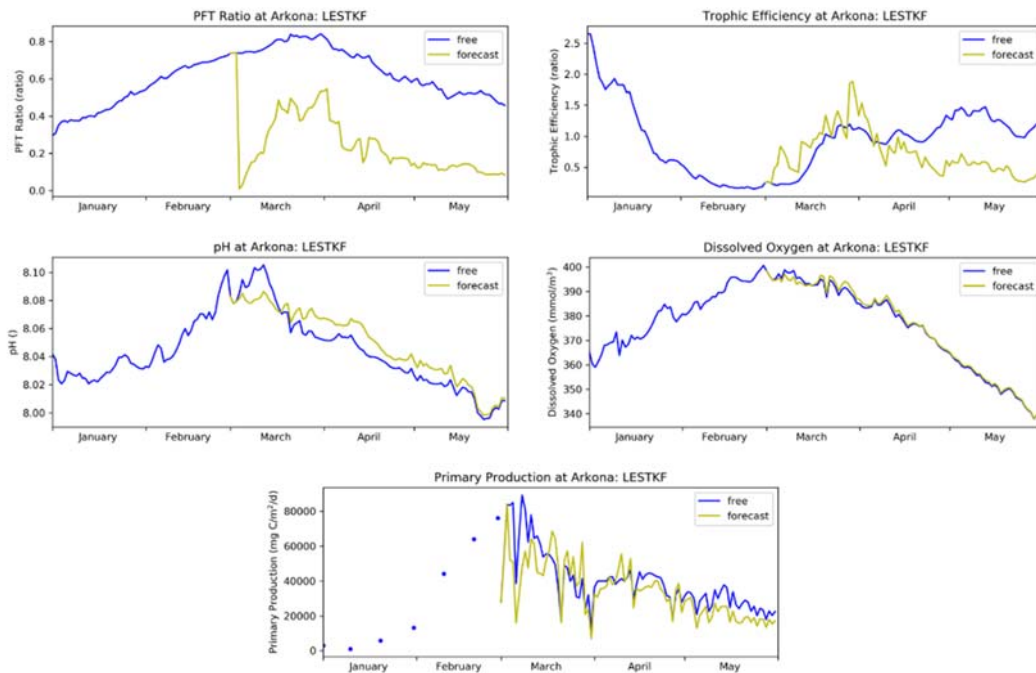 PFT Ratio at Arkona: LESTKF
PFT Ratio (ratio)
0.8
0.6
0.4
0.2
0.0
free
forecast
January February March April May
Trophic Efficiency at Arkona: LESTKF
Trophic Efficiency (ratio)
2.5
2.0
1.5
1.0
0.5
free
forecast
January February March April May
pH at Arkona: LESTKF
pH ()
8.10
8.08
8.06
8.04
8.02
8.00
free
forecast
January February March April May
Dissolved Oxygen at Arkona: LESTKF
Dissolved Oxygen (mmol/m³)
400
390
380
370
360
350
340
free
forecast
January February March April May
Primary Production at Arkona: LESTKF
Primary Production (mg C/m²/d)
80000
60000
40000
20000
0
free
forecast
January February March April May